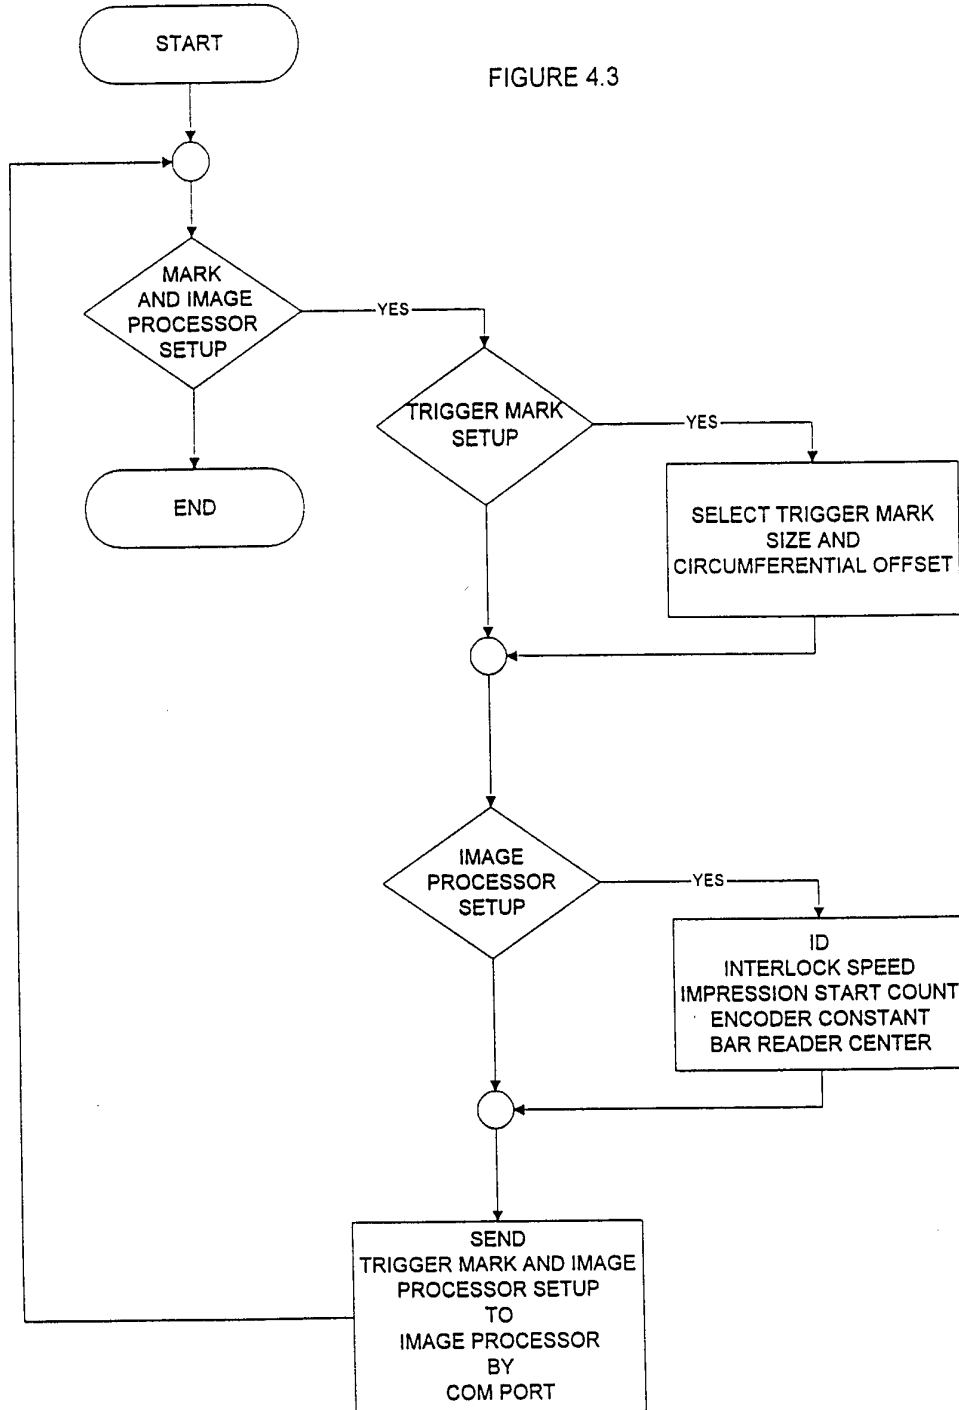 START
FIGURE 4.3
MARK
AND IMAGE
PROCESSOR
SETUP
YES
TRIGGER MARK
SETUP
YES
END
SELECT TRIGGER MARK
SIZE AND
CIRCUMFERENTIAL OFFSET
IMAGE
PROCESSOR
SETUP
YES
ID
INTERLOCK SPEED
IMPRESSION START COUNT
ENCODER CONSTANT
BAR READER CENTER
SEND
TRIGGER MARK AND IMAGE
PROCESSOR SETUP
TO
IMAGE PROCESSOR
BY
COM PORT